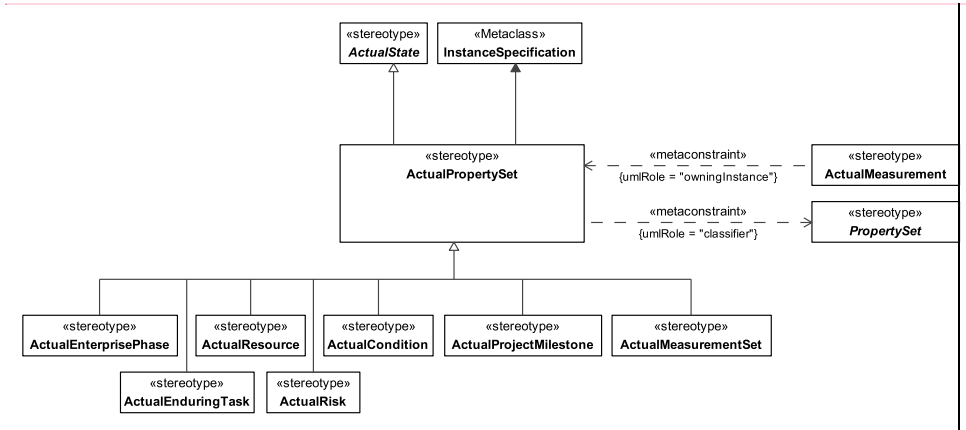 «stereotype»
ActualState
«Metaclass»
InstanceSpecification
«stereotype»
ActualPropertySet
«metaconstraint»
{umlRole = "owningInstance"}
«stereotype»
ActualMeasurement
«metaconstraint»
{umlRole = "classifier"}
«stereotype»
PropertySet
«stereotype»
ActualEnterprisePhase
«stereotype»
ActualResource
«stereotype»
ActualCondition
«stereotype»
ActualProjectMilestone
«stereotype»
ActualMeasurementSet
«stereotype»
ActualEnduringTask
«stereotype»
ActualRisk